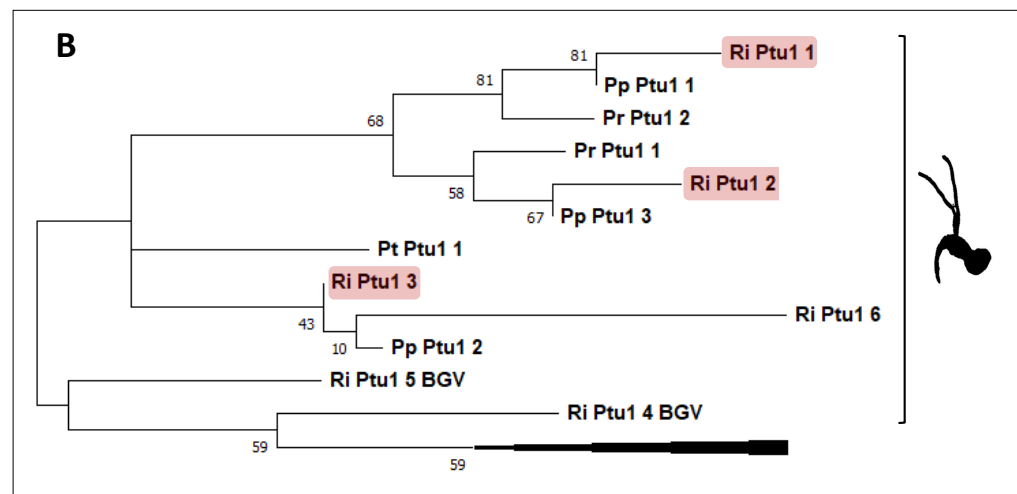 B
81
Ri Ptu1 1
81
Pp Ptu1 1
68
Pr Ptu1 2
Pr Ptu1 1
58
Ri Ptu1 2
67
Pp Ptu1 3
Pt Ptu1 1
Ri Ptu1 3
43
Ri Ptu1 6
10
Pp Ptu1 2
Ri Ptu1 5 BGV
Ri Ptu1 4 BGV
59
59